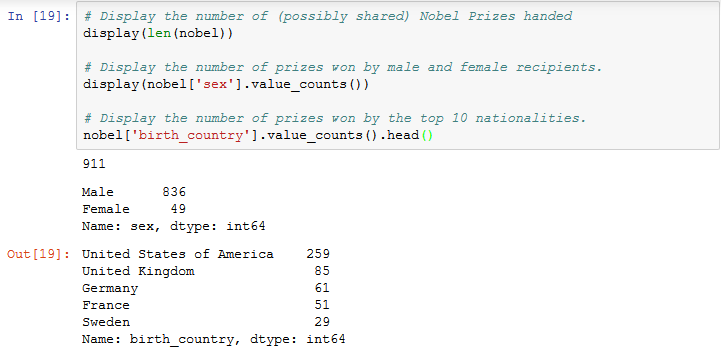 In [19]: # Display the number of (possibly shared) Nobel Prizes handed
display(len(nobel))
# Display the number of prizes won by male and female recipients.
display(nobel['sex'].value_counts())
# Display the number of prizes won by the top 10 nationalities.
nobel['birth_country'].value_counts().head()
911
Male      836
Female     49
Name: sex, dtype: int64
Out[19]: United States of America    259
United Kingdom               85
Germany                      61
France                       51
Sweden                       29
Name: birth_country, dtype: int64